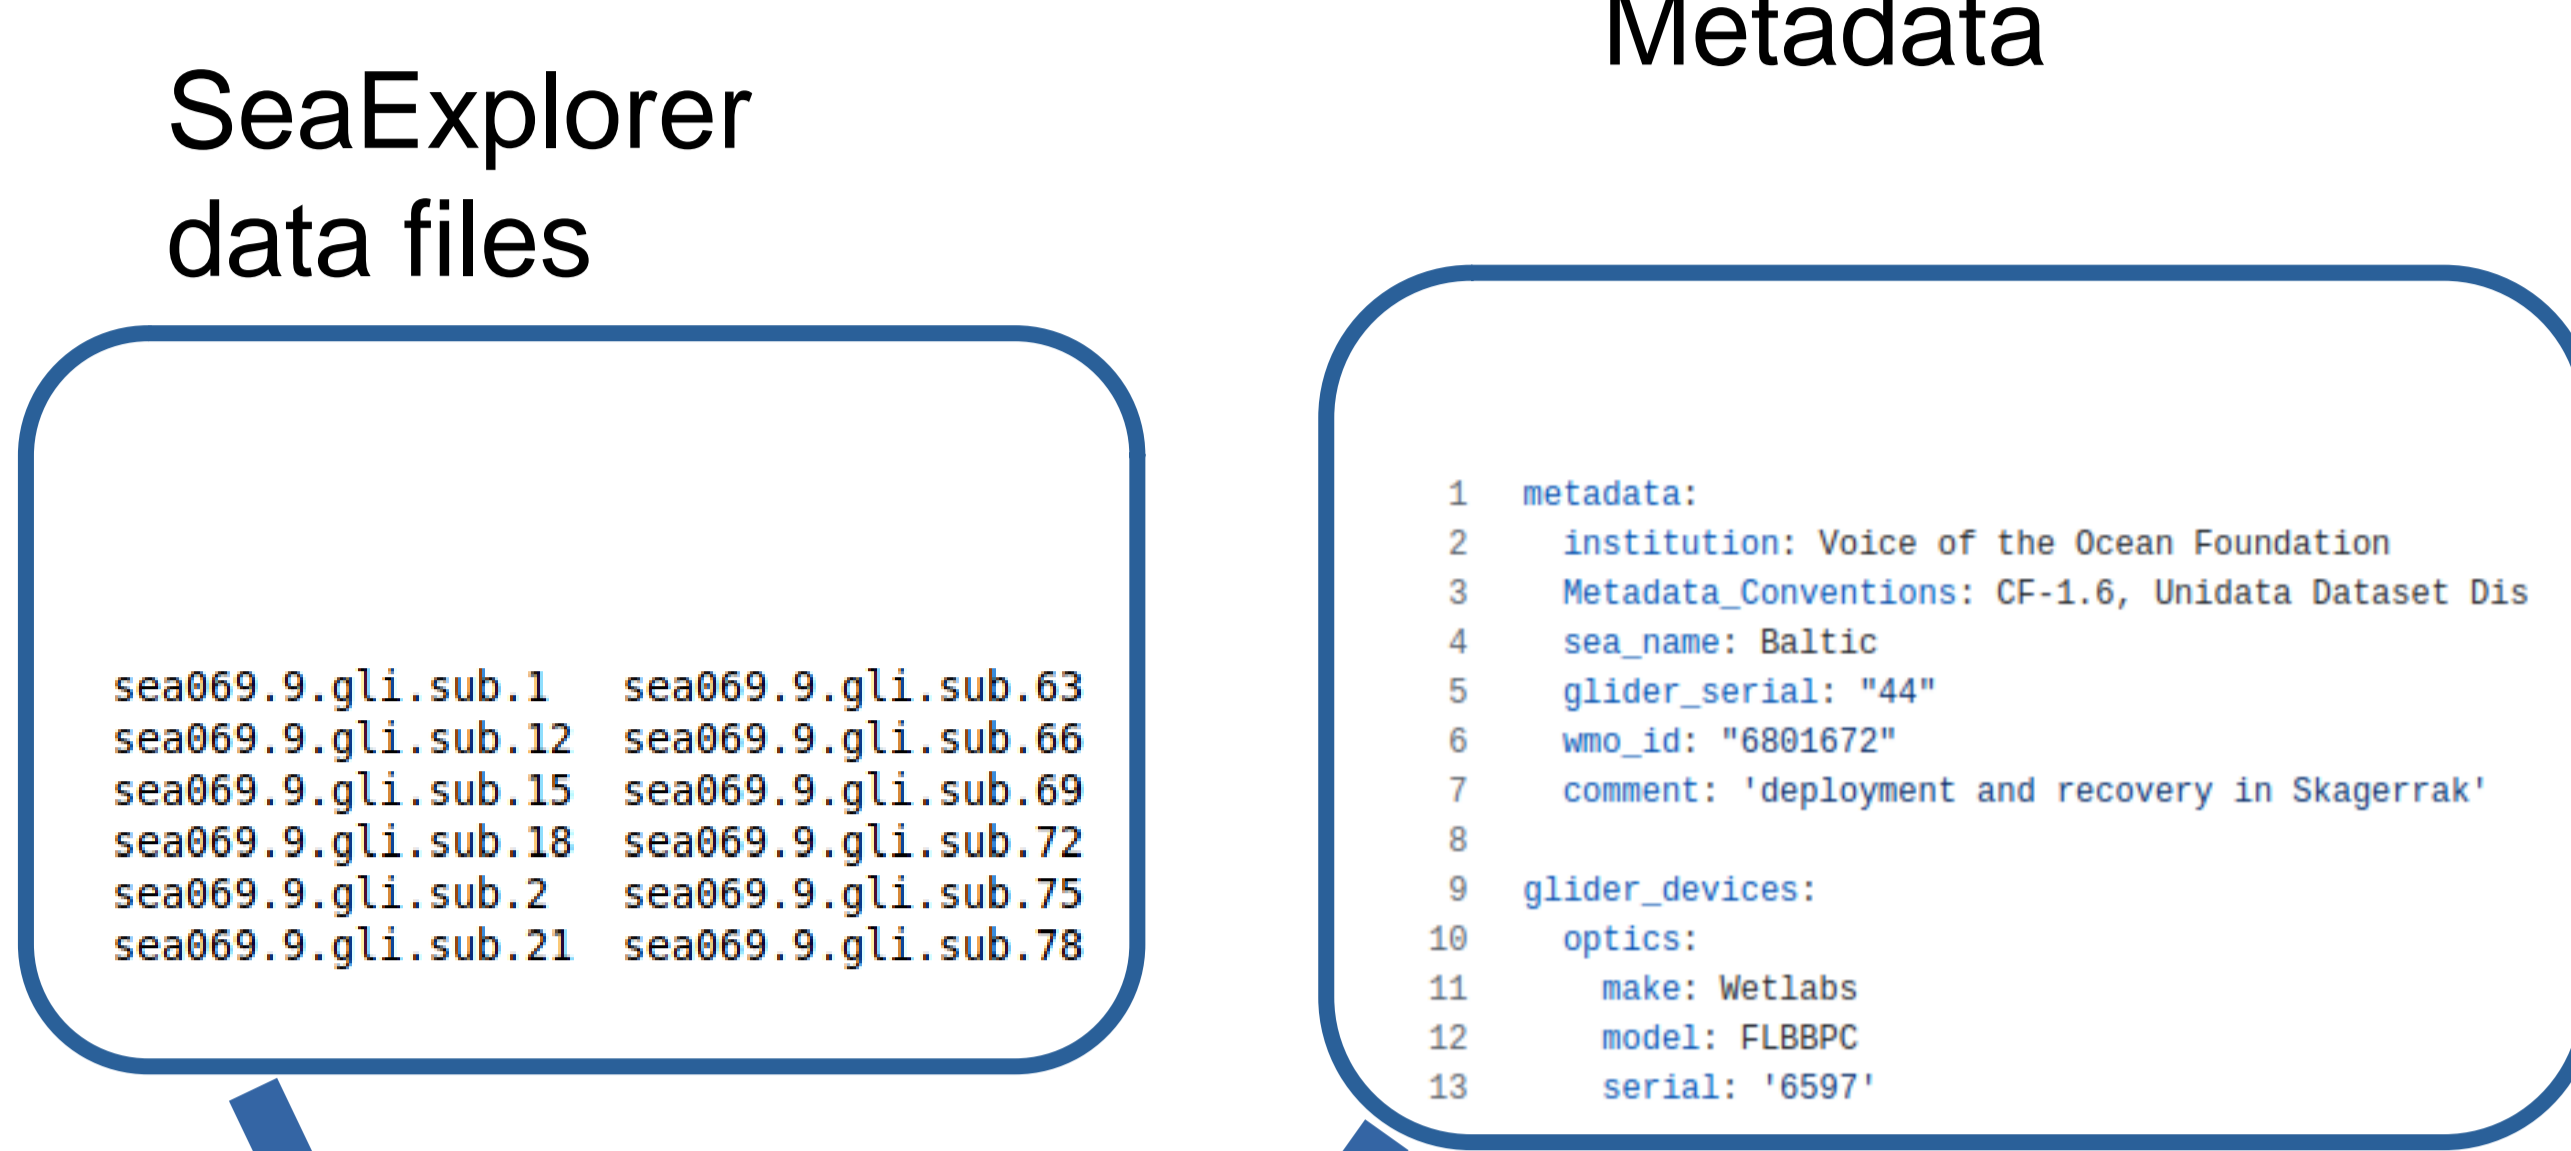 SeaExplorer
data files
sea069.9.gli.sub.1 sea069.9.gli.sub.63
sea069.9.gli.sub.12 sea069.9.gli.sub.66
sea069.9.gli.sub.15 sea069.9.gli.sub.69
sea069.9.gli.sub.18 sea069.9.gli.sub.72
sea069.9.gli.sub.2 sea069.9.gli.sub.75
sea069.9.gli.sub.21 sea069.9.gli.sub.78
Metadata
1 metadata:
2 institution: Voice of the Ocean Foundation
3 Metadata_Conventions: CF-1.6, Unidata Dataset Dis
4 sea_name: Baltic
5 glider_serial: "44"
6 wmo_id: "6801672"
7 comment: 'deployment and recovery in Skagerrak'
8
9 glider_devices:
10 optics:
11 make: Wetlabs
12 model: FLBBPC
13 serial: '6597'